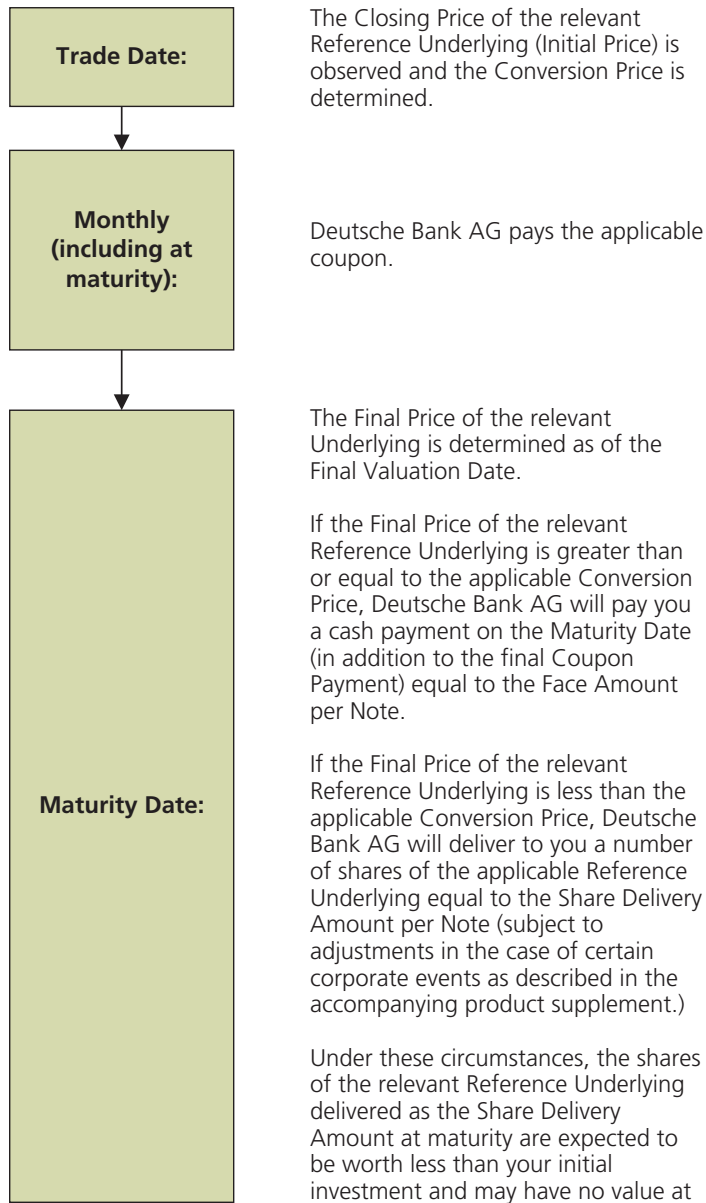 Trade Date:
The Closing Price of the relevant
Reference Underlying (Initial Price) is
observed and the Conversion Price is
determined.
Monthly
(including at
maturity):
Deutsche Bank AG pays the applicable
coupon.
Maturity Date:
The Final Price of the relevant
Underlying is determined as of the
Final Valuation Date.
If the Final Price of the relevant
Reference Underlying is greater than
or equal to the applicable Conversion
Price, Deutsche Bank AG will pay you
a cash payment on the Maturity Date
(in addition to the final Coupon
Payment) equal to the Face Amount
per Note.
If the Final Price of the relevant
Reference Underlying is less than the
applicable Conversion Price, Deutsche
Bank AG will deliver to you a number
of shares of the applicable Reference
Underlying equal to the Share Delivery
Amount per Note (subject to
adjustments in the case of certain
corporate events as described in the
accompanying product supplement.)
Under these circumstances, the shares
of the relevant Reference Underlying
delivered as the Share Delivery
Amount at maturity are expected to
be worth less than your initial
investment and may have no value at